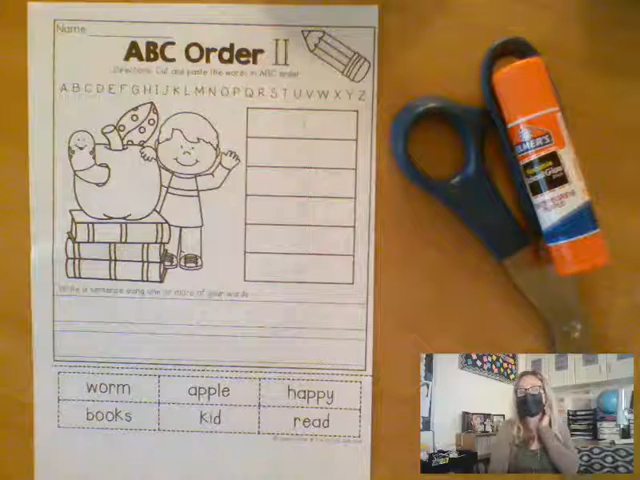 Name
ABC Order II
Directions: Cut and paste the words in ABC order
A B C D E F G H I J K L M N O P Q R S T U V W X Y Z
Write a sentence using one or more of your words
worm apple happy
books kid read
ELMER'S